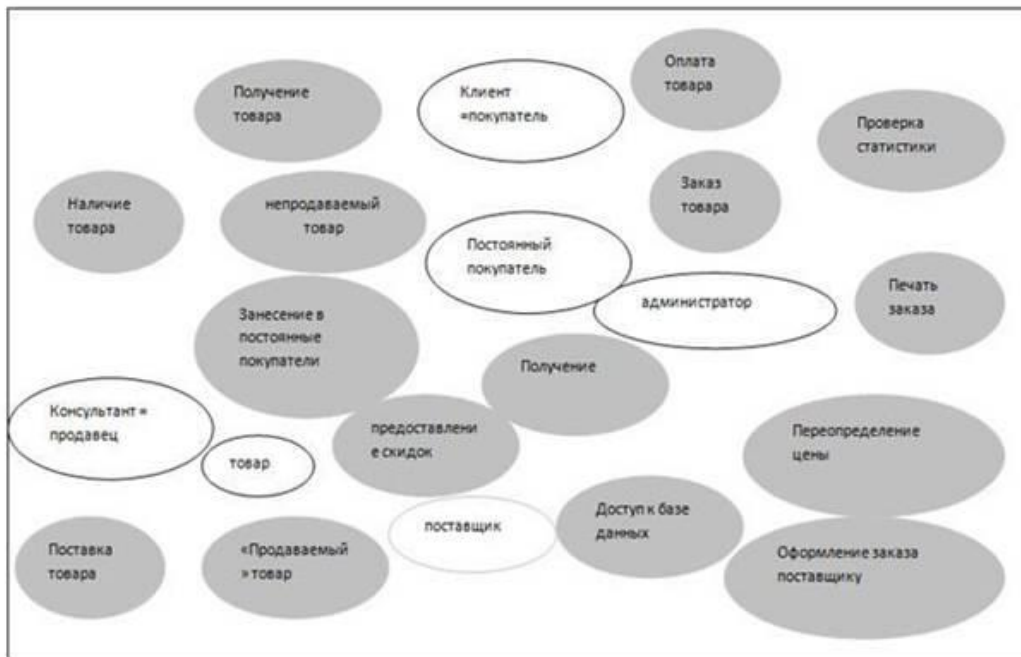 Оплата
товара
Получение
товара
Клиент
=покупатель
Проверка
статистики
Наличие
товара
непродаваемый
товар
Заказ
товара
Постоянный
покупатель
администратор
Печать
заказа
Занесение в
постоянные
покупатели
Получение
Консультант =
продавец
предоставлени
е скидок
Переопределение
цены
товар
поставщик
Доступ к базе
данных
Поставка
товара
«Продаваемый
» товар
Оформление заказа
поставщику